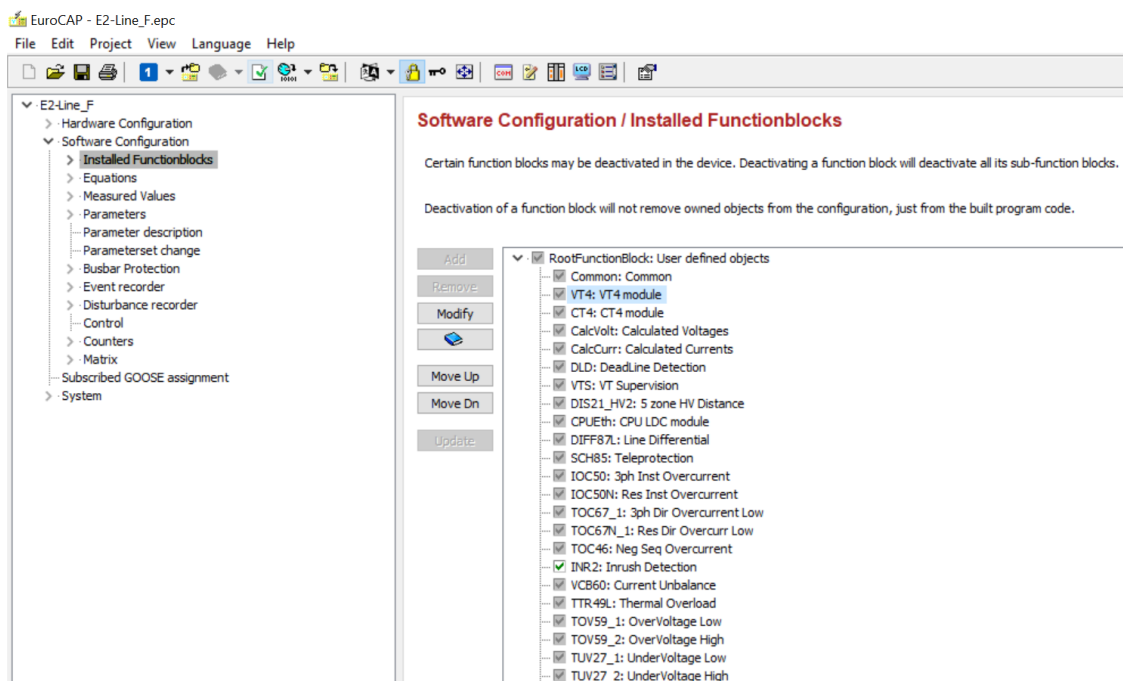 EuroCAP - E2-Line_F.epc
File Edit Project View Language Help
1
COM
LCD
E2-Line_F
Hardware Configuration
Software Configuration
Installed Functionblocks
Equations
Measured Values
Parameters
Parameter description
Parameterset change
Busbar Protection
Event recorder
Disturbance recorder
Control
Counters
Matrix
Subscribed GOOSE assignment
System
Software Configuration / Installed Functionblocks
Certain function blocks may be deactivated in the device. Deactivating a function block will deactivate all its sub-function blocks.
Deactivation of a function block will not remove owned objects from the configuration, just from the built program code.
Add
Remove
Modify
Move Up
Move Dn
Update
RootFunctionBlock: User defined objects
Common: Common
VT4: VT4 module
CT4: CT4 module
CalcVolt: Calculated Voltages
CalcCurr: Calculated Currents
DLD: DeadLine Detection
VTS: VT Supervision
DIS21_HV2: 5 zone HV Distance
CPUEth: CPU LDC module
DIFF87L: Line Differential
SCH85: Teleprotection
IOC50: 3ph Inst Overcurrent
IOC50N: Res Inst Overcurrent
TOC67_1: 3ph Dir Overcurrent Low
TOC67N_1: Res Dir Overcurr Low
TOC46: Neg Seq Overcurrent
INR2: Inrush Detection
VCB60: Current Unbalance
TTR49L: Thermal Overload
TOV59_1: OverVoltage Low
TOV59_2: OverVoltage High
TUV27_1: UnderVoltage Low
TUV27_2: UnderVoltage High